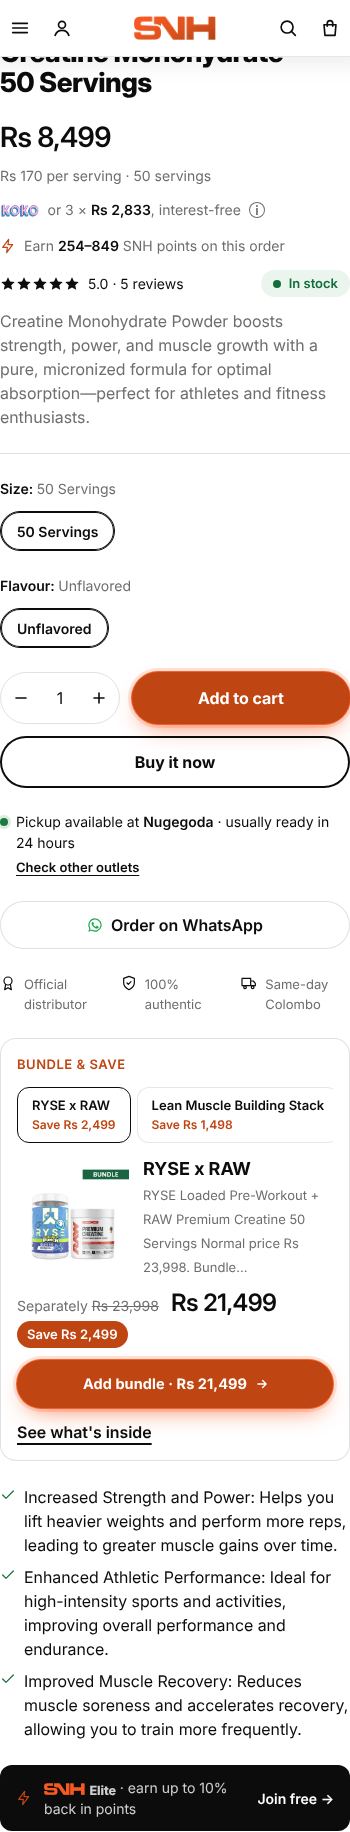 SNH
Creatine Monohydrate
50 Servings
Rs 8,499
Rs 170 per serving · 50 servings
KOKO or 3 × Rs 2,833, interest-free
Earn 254–849 SNH points on this order
5.0 · 5 reviews
In stock
Creatine Monohydrate Powder boosts
strength, power, and muscle growth with a
pure, micronized formula for optimal
absorption—perfect for athletes and fitness
enthusiasts.
Size: 50 Servings
50 Servings
Flavour: Unflavored
Unflavored
− 1 +
Add to cart
Buy it now
Pickup available at Nugegoda · usually ready in
24 hours
Check other outlets
Order on WhatsApp
Official
distributor
100%
authentic
Same-day
Colombo
BUNDLE & SAVE
RYSE x RAW
Save Rs 2,499
Lean Muscle Building Stack
Save Rs 1,498
BUNDLE
RYSE
RAW
PREMIUM
CREATINE
RYSE x RAW
RYSE Loaded Pre-Workout +
RAW Premium Creatine 50
Servings Normal price Rs
23,998. Bundle...
Separately Rs 23,998 Rs 21,499
Save Rs 2,499
Add bundle · Rs 21,499 →
See what's inside
Increased Strength and Power: Helps you
lift heavier weights and perform more reps,
leading to greater muscle gains over time.
Enhanced Athletic Performance: Ideal for
high-intensity sports and activities,
improving overall performance and
endurance.
Improved Muscle Recovery: Reduces
muscle soreness and accelerates recovery,
allowing you to train more frequently.
SNH Elite · earn up to 10%
back in points
Join free →